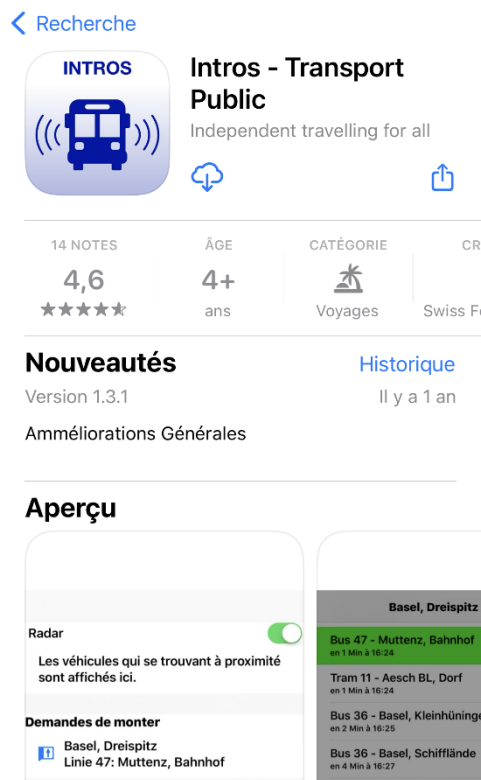 Recherche
INTROS
Intros - Transport
Public
Independent travelling for all
14 NOTES
ÂGE
CATÉGORIE
CR
4,6
4+
ans
Voyages
Swiss Fe
Nouveautés
Historique
Version 1.3.1
Il y a 1 an
Amméliorations Générales
Aperçu
Radar
Les véhicules qui se trouvant à proximité
sont affichés ici.
Demandes de monter
Basel, Dreispitz
Linie 47: Muttenz, Bahnhof
Basel, Dreispitz
Bus 47 - Muttenz, Bahnhof
en 1 Min à 16:24
Tram 11 - Aesch BL, Dorf
en 1 Min à 16:24
Bus 36 - Basel, Kleinhüninge
en 2 Min à 16:25
Bus 36 - Basel, Schifflände
en 4 Min à 16:27